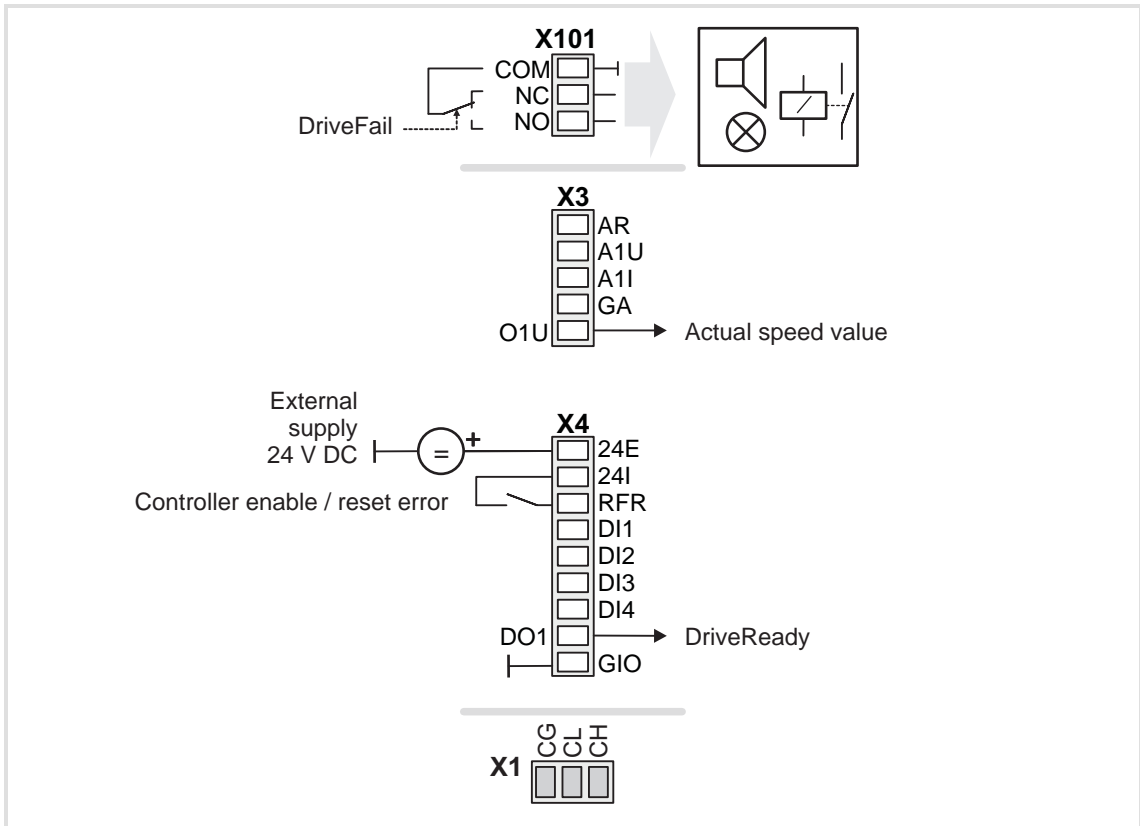 X101
COM
NC
DriveFail
NO
X3
AR
A1U
A1I
GA
O1U
Actual speed value
External
supply
24 V DC
=
+
X4
24E
24I
Controller enable / reset error
RFR
DI1
DI2
DI3
DI4
DO1
DriveReady
GIO
X1
CG
CL
CH